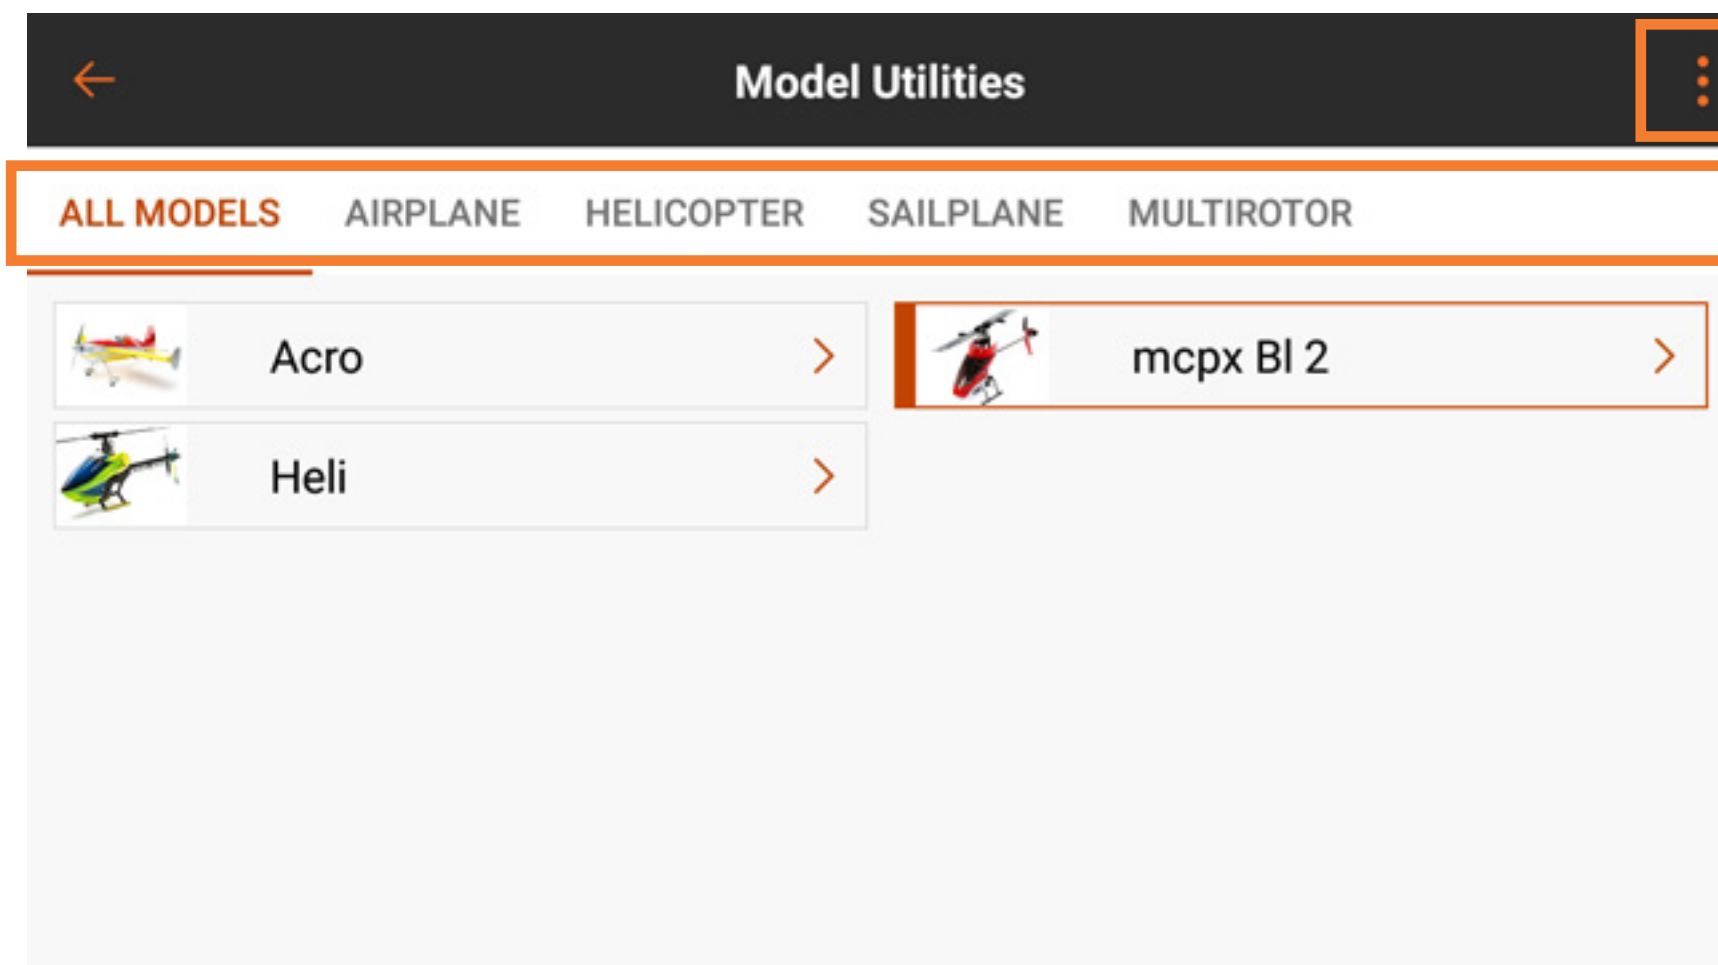 Model Utilities
ALL MODELS AIRPLANE HELICOPTER SAILPLANE MULTIROTOR
Acro
mcpx Bl 2
Heli